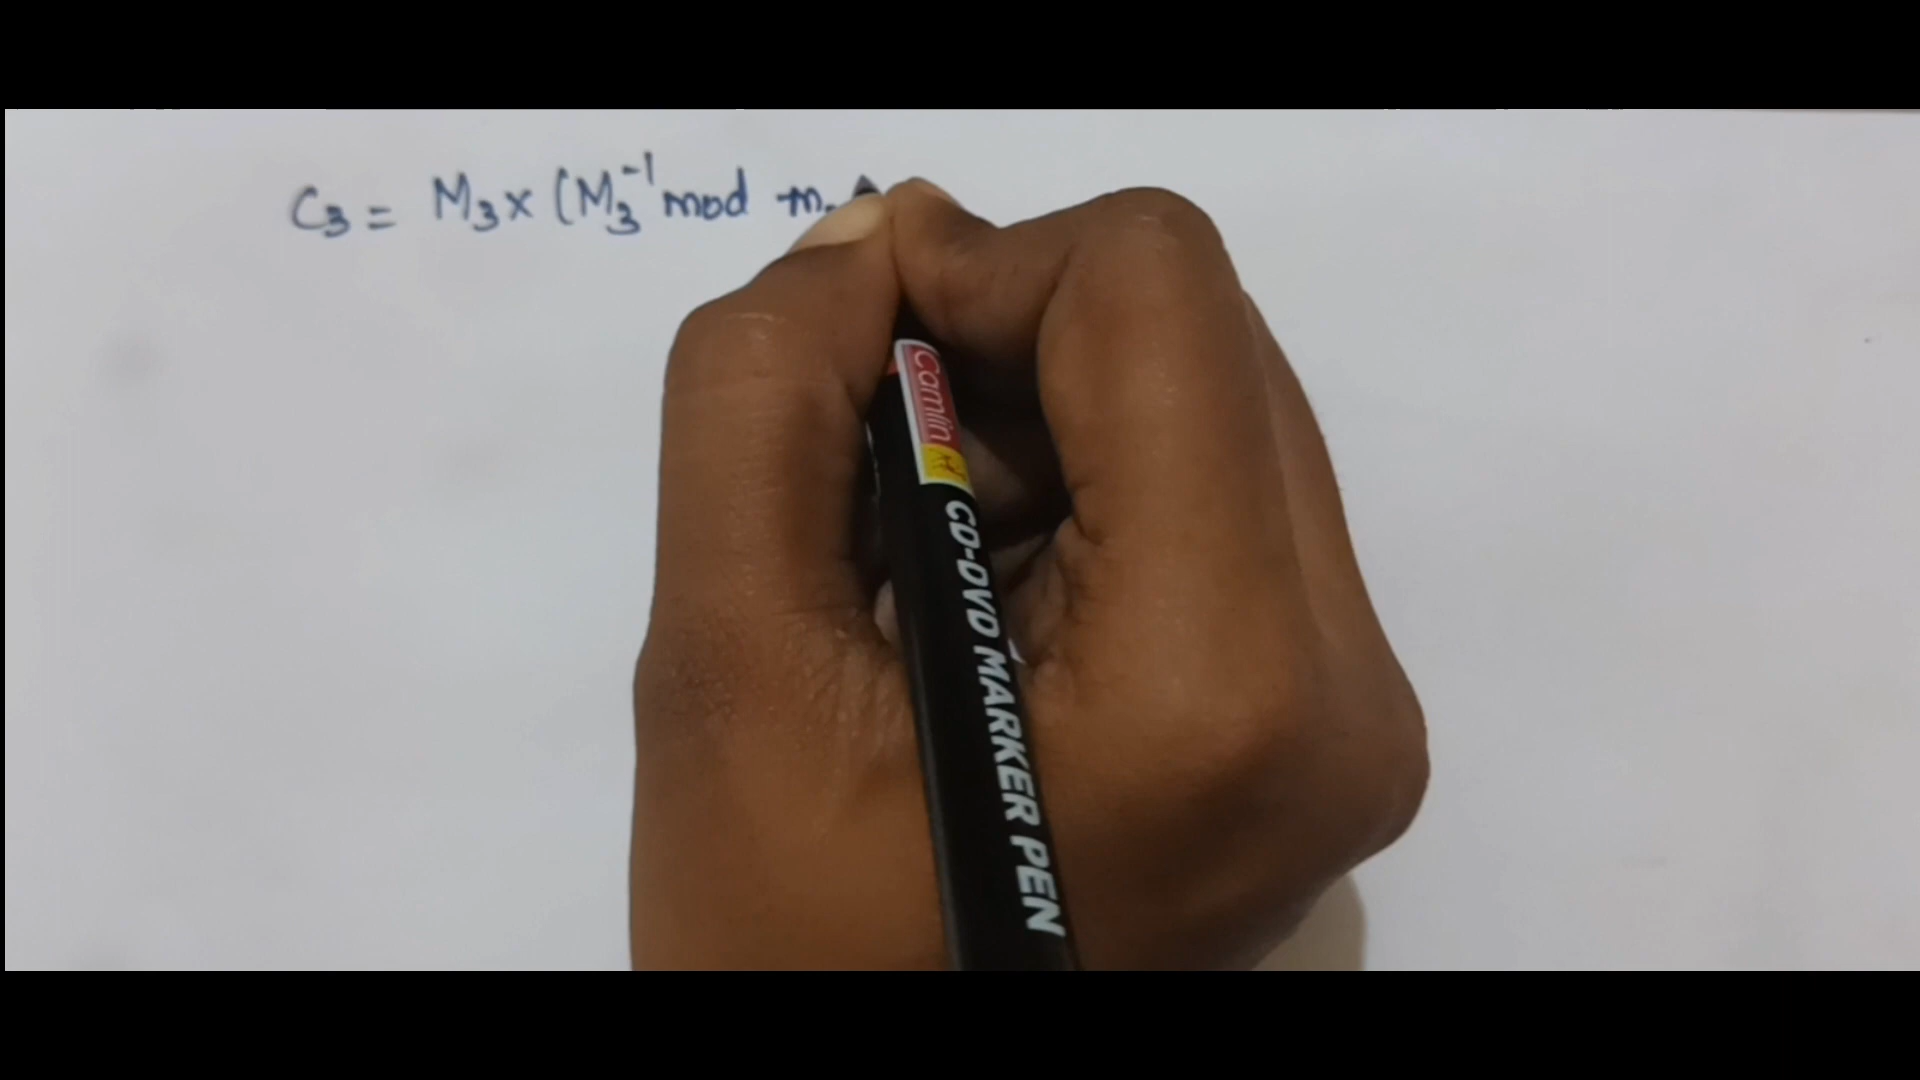 C₃ = M₃ × (M₃⁻¹ mod m
Camlin
CD-DVD MARKER PEN